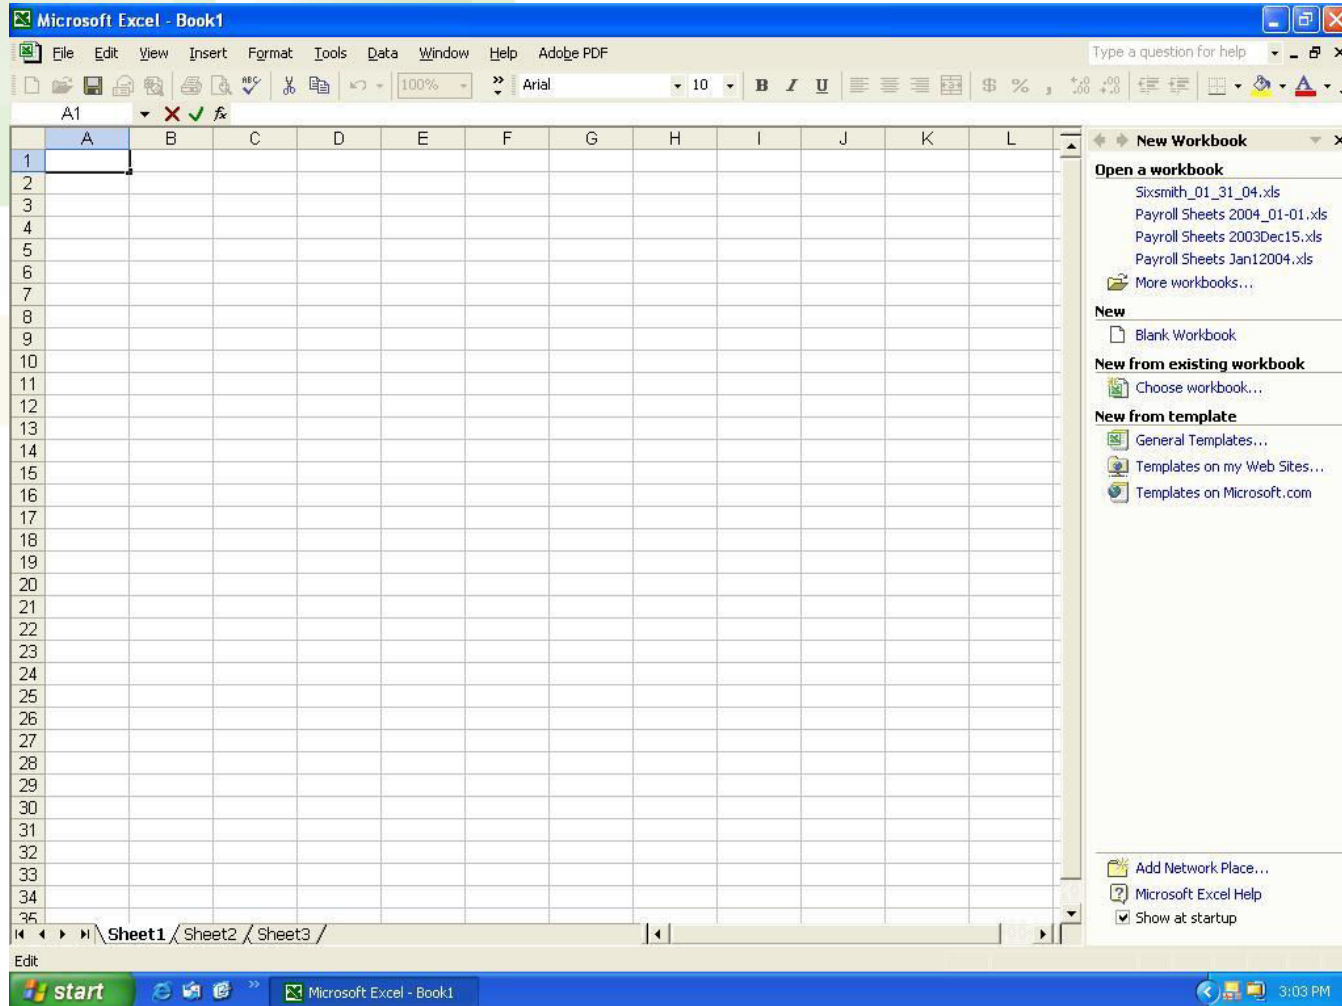 Microsoft Excel - Book1
File Edit View Insert Format Tools Data Window Help Adobe PDF Type a question for help
ABC 100% Arial 10 B I U $ % ,
A1 fx
A B C D E F G H I J K L
New Workbook
Open a workbook
Sixsmith_01_31_04.xls
Payroll Sheets 2004_01-01.xls
Payroll Sheets 2003Dec15.xls
Payroll Sheets Jan12004.xls
More workbooks...
New
Blank Workbook
New from existing workbook
Choose workbook...
New from template
General Templates...
Templates on my Web Sites...
Templates on Microsoft.com
Add Network Place...
Microsoft Excel Help
Show at startup
1
2
3
4
5
6
7
8
9
10
11
12
13
14
15
16
17
18
19
20
21
22
23
24
25
26
27
28
29
30
31
32
33
34
35
Sheet1 Sheet2 Sheet3
Edit
start Microsoft Excel - Book1 3:03 PM